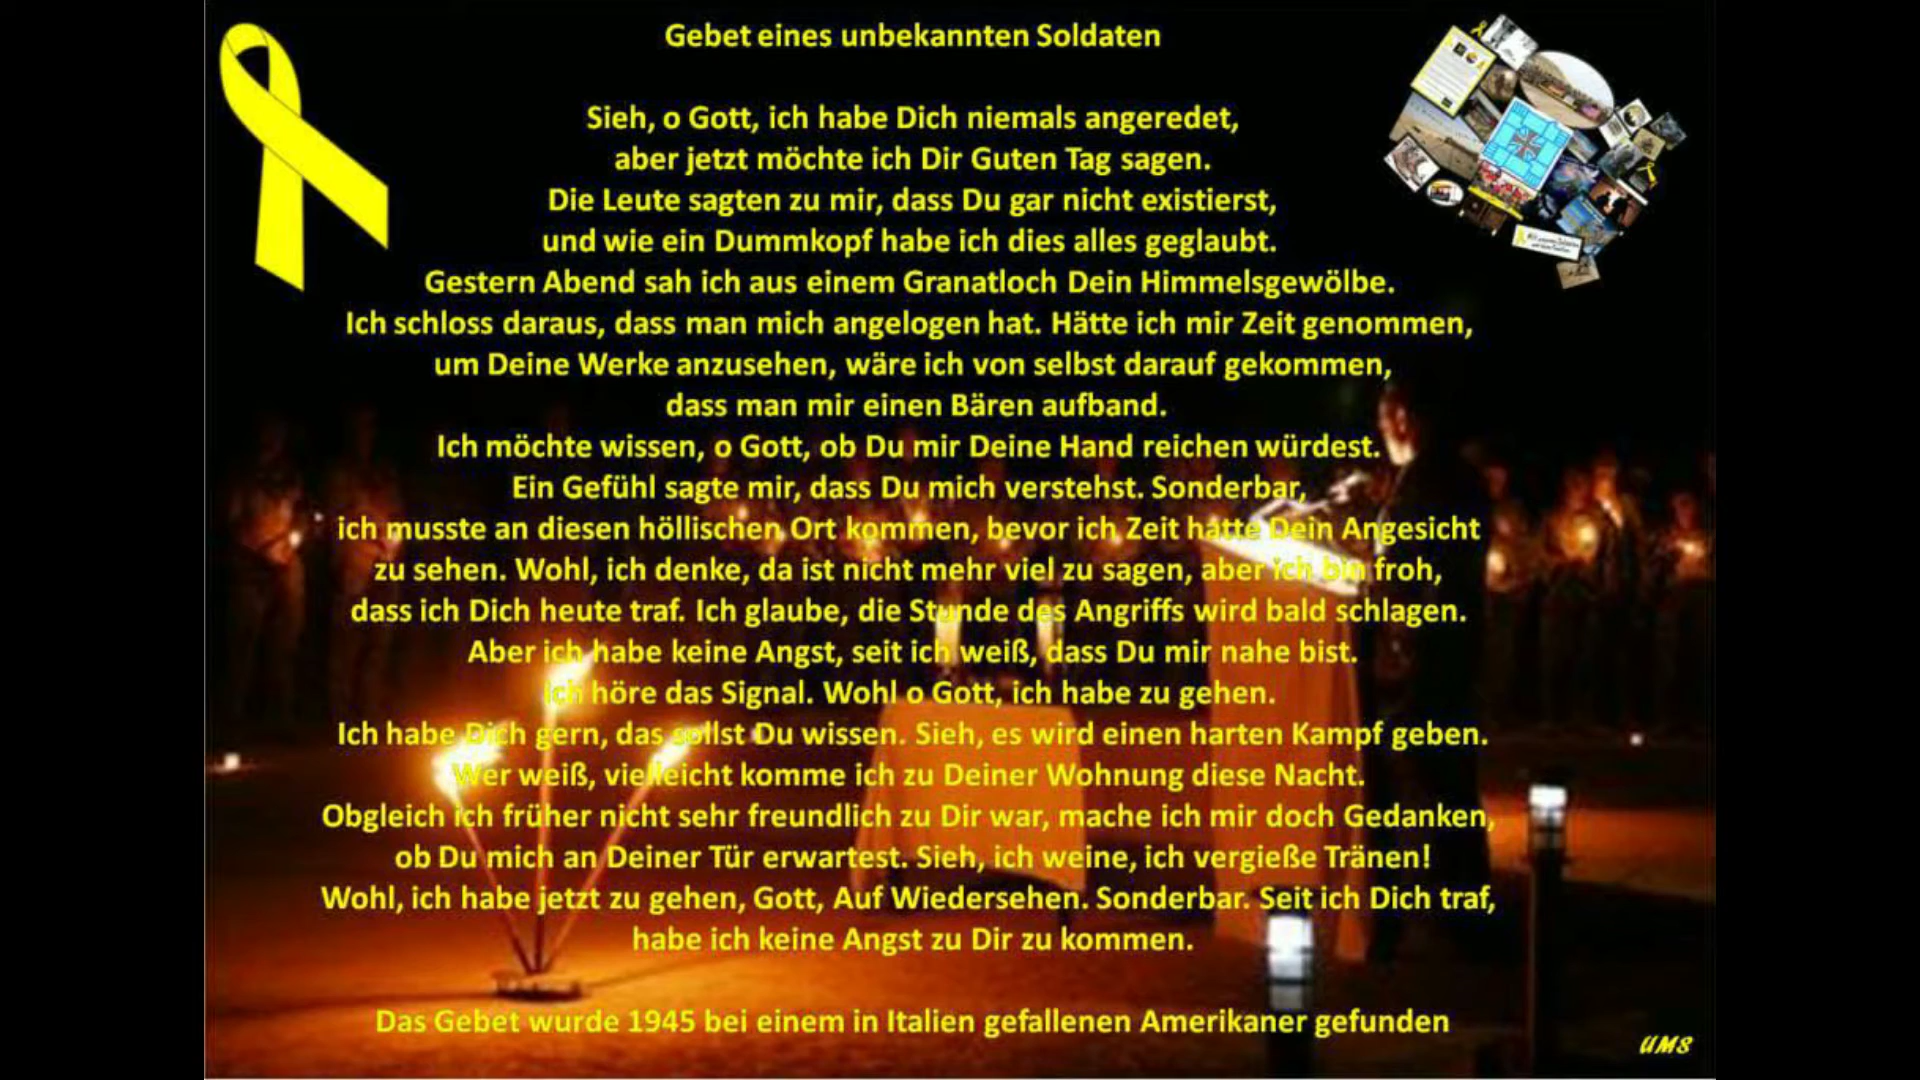 Gebet eines unbekannten Soldaten
Sieh, o Gott, ich habe Dich niemals angeredet,
aber jetzt möchte ich Dir Guten Tag sagen.
Die Leute sagten zu mir, dass Du gar nicht existierst,
und wie ein Dummkopf habe ich dies alles geglaubt.
Gestern Abend sah ich aus einem Granatloch Dein Himmelsgewölbe.
Ich schloss daraus, dass man mich angelogen hat. Hätte ich mir Zeit genommen,
um Deine Werke anzusehen, wäre ich von selbst darauf gekommen,
dass man mir einen Bären aufband.
Ich möchte wissen, o Gott, ob Du mir Deine Hand reichen würdest.
Ein Gefühl sagte mir, dass Du mich verstehst. Sonderbar,
ich musste an diesen höllischen Ort kommen, bevor ich Zeit hatte Dein Angesicht
zu sehen. Wohl, ich denke, da ist nicht mehr viel zu sagen, aber ich bin froh,
dass ich Dich heute traf. Ich glaube, die Stunde des Angriffs wird bald schlagen.
Aber ich habe keine Angst, seit ich weiß, dass Du mir nahe bist.
Ich höre das Signal. Wohl o Gott, ich habe zu gehen.
Ich habe Dich gern, das sollst Du wissen. Sieh, es wird einen harten Kampf geben.
Wer weiß, vielleicht komme ich zu Deiner Wohnung diese Nacht.
Obgleich ich früher nicht sehr freundlich zu Dir war, mache ich mir doch Gedanken,
ob Du mich an Deiner Tür erwartest. Sieh, ich weine, ich vergieße Tränen!
Wohl, ich habe jetzt zu gehen, Gott, Auf Wiedersehen. Sonderbar. Seit ich Dich traf,
habe ich keine Angst zu Dir zu kommen.
Das Gebet wurde 1945 bei einem in Italien gefallenen Amerikaner gefunden
UMS